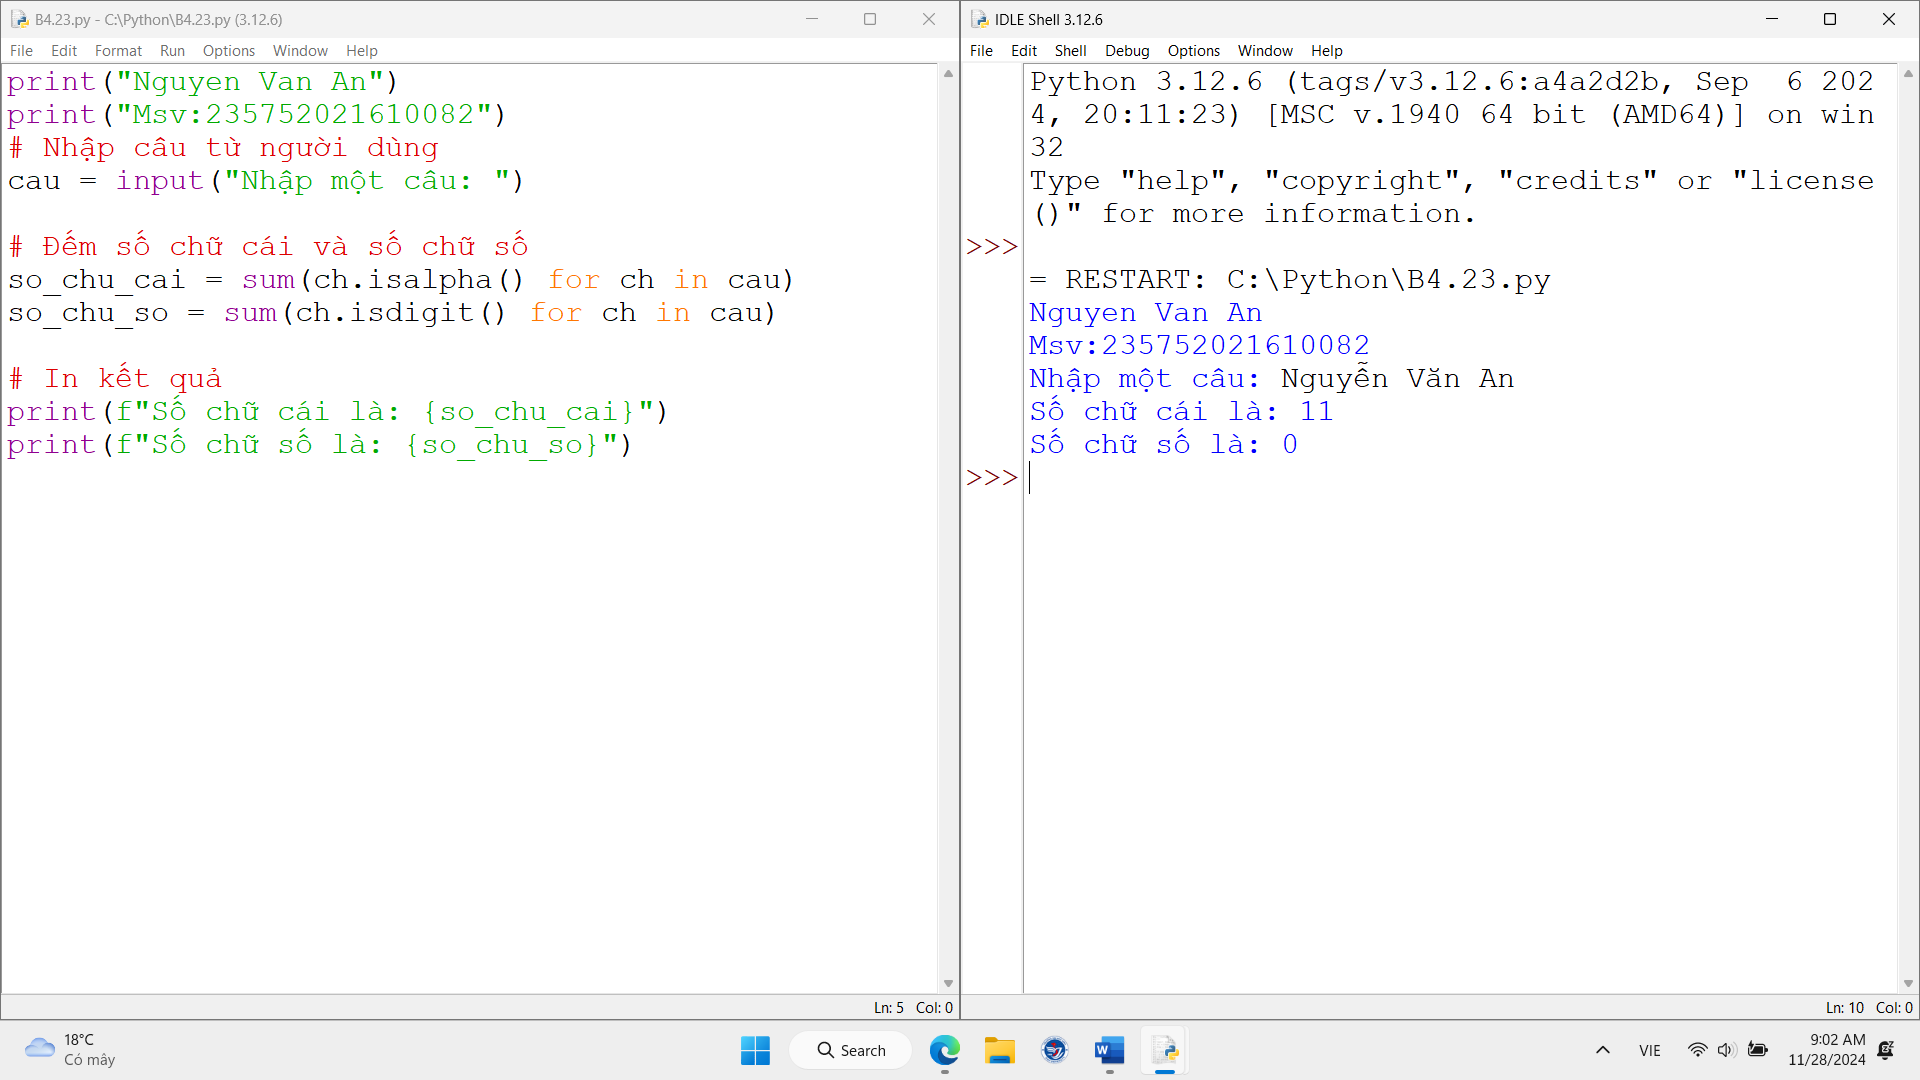 B4.23.py - C:\Python\B4.23.py (3.12.6)
File Edit Format Run Options Window Help
print("Nguyen Van An")
print("Msv:235752021610082")
# Nhập câu từ người dùng
cau = input("Nhập một câu: ")
# Đếm số chữ cái và số chữ số
so_chu_cai = sum(ch.isalpha() for ch in cau)
so_chu_so = sum(ch.isdigit() for ch in cau)
# In kết quả
print(f"Số chữ cái là: {so_chu_cai}")
print(f"Số chữ số là: {so_chu_so}")
Ln: 5 Col: 0
IDLE Shell 3.12.6
File Edit Shell Debug Options Window Help
Python 3.12.6 (tags/v3.12.6:a4a2d2b, Sep  6 202
4, 20:11:23) [MSC v.1940 64 bit (AMD64)] on win
32
Type "help", "copyright", "credits" or "license
()" for more information.
>>>
= RESTART: C:\Python\B4.23.py
Nguyen Van An
Msv:235752021610082
Nhập một câu: Nguyễn Văn An
Số chữ cái là: 11
Số chữ số là: 0
>>>
Ln: 10 Col: 0
18°C
Có mây
Search
VIE
9:02 AM
11/28/2024